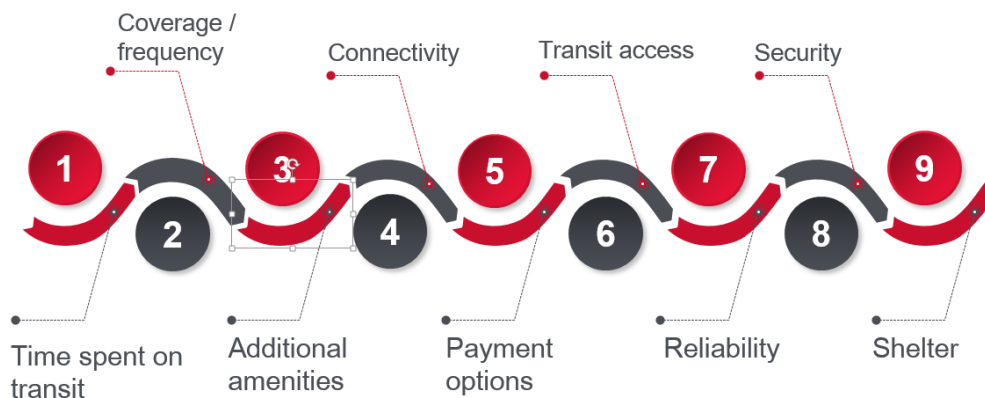 Coverage /
frequency
Connectivity
Transit access
Security
1
2
3
4
5
6
7
8
9
Time spent on
transit
Additional
amenities
Payment
options
Reliability
Shelter